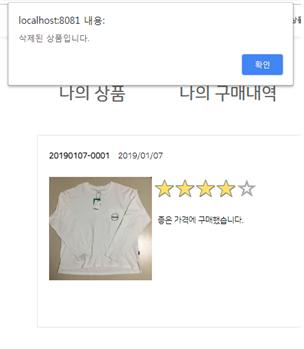 localhost:8081 내용:
삭제된 상품입니다.
확인
나의 상품 나의 구매내역
20190107-0001 2019/01/07
좋은 가격에 구매했습니다.